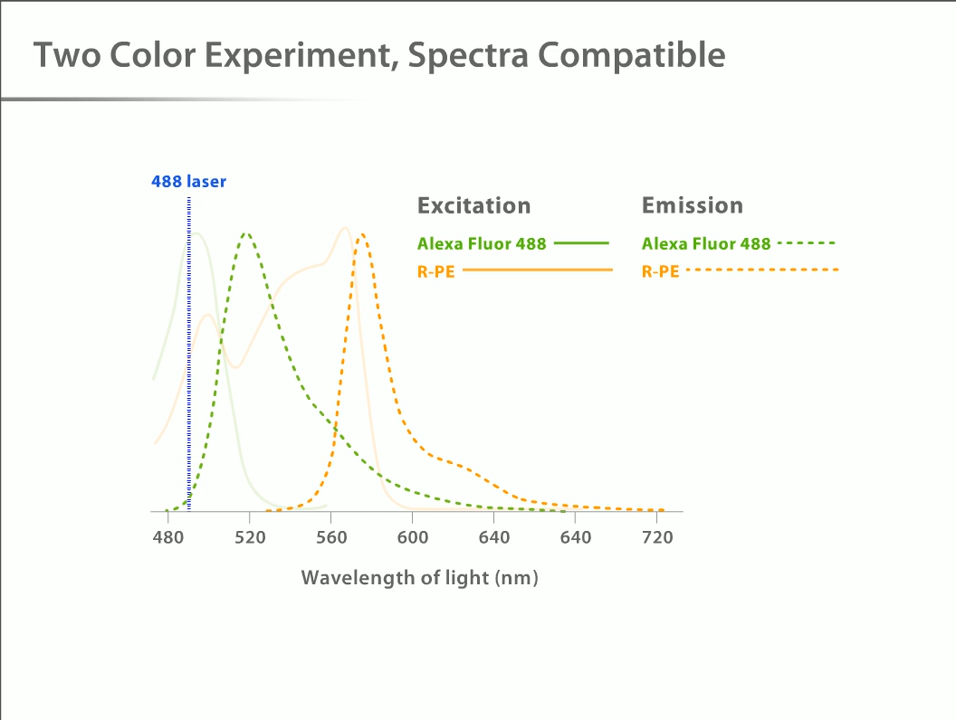 Two Color Experiment, Spectra Compatible
488 laser
Excitation
Alexa Fluor 488
R-PE
Emission
Alexa Fluor 488
R-PE
480 520 560 600 640 640 720
Wavelength of light (nm)